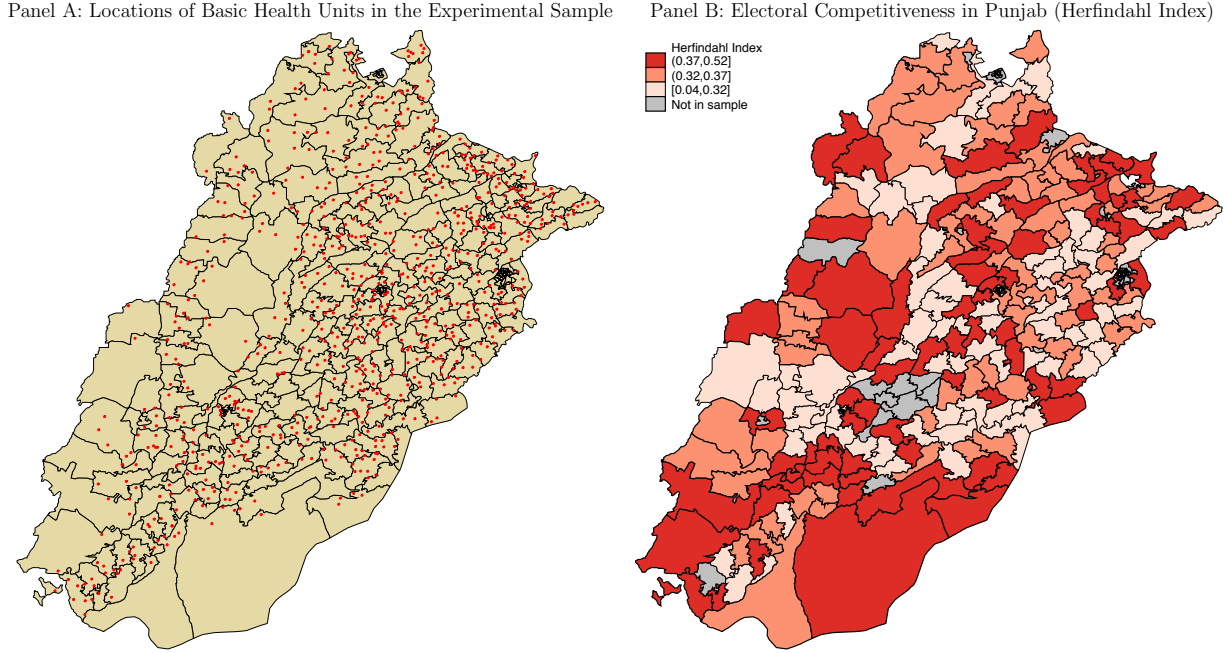 Panel A: Locations of Basic Health Units in the Experimental Sample
Panel B: Electoral Competitiveness in Punjab (Herfindahl Index)
Herfindahl Index
(0.37,0.52]
(0.32,0.37]
[0.04,0.32]
Not in sample